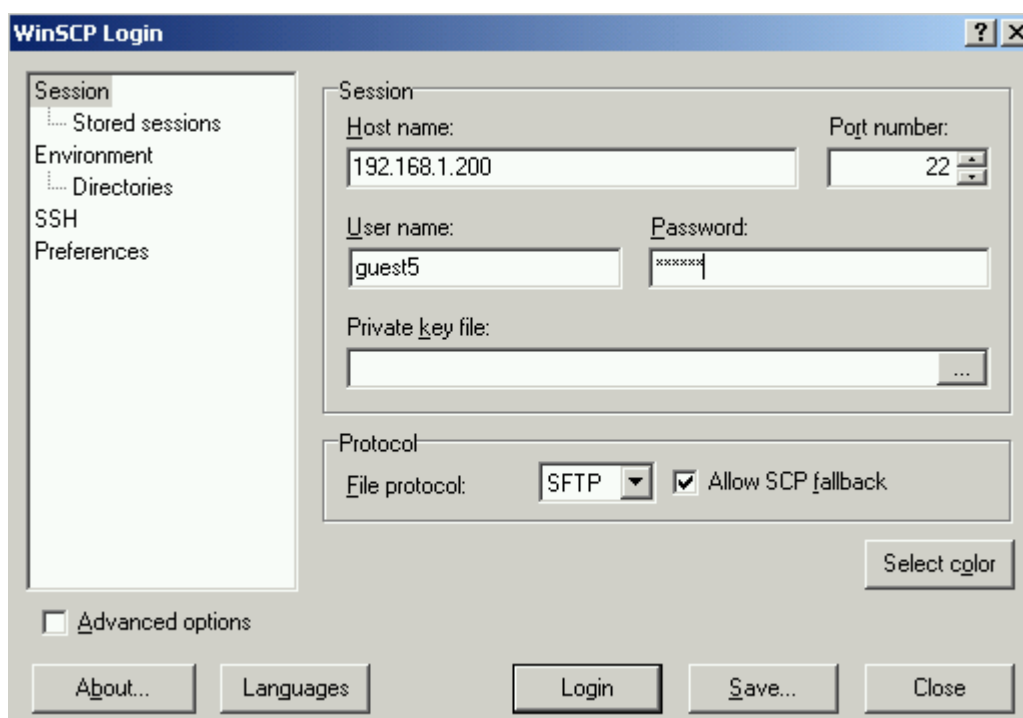 WinSCP Login
Session
Stored sessions
Environment
Directories
SSH
Preferences
Session
Host name:
Port number:
192.168.1.200
22
User name:
Password:
guest5
******
Private key file:
...
Protocol
File protocol:
SFTP
Allow SCP fallback
Select color
Advanced options
About...
Languages
Login
Save...
Close